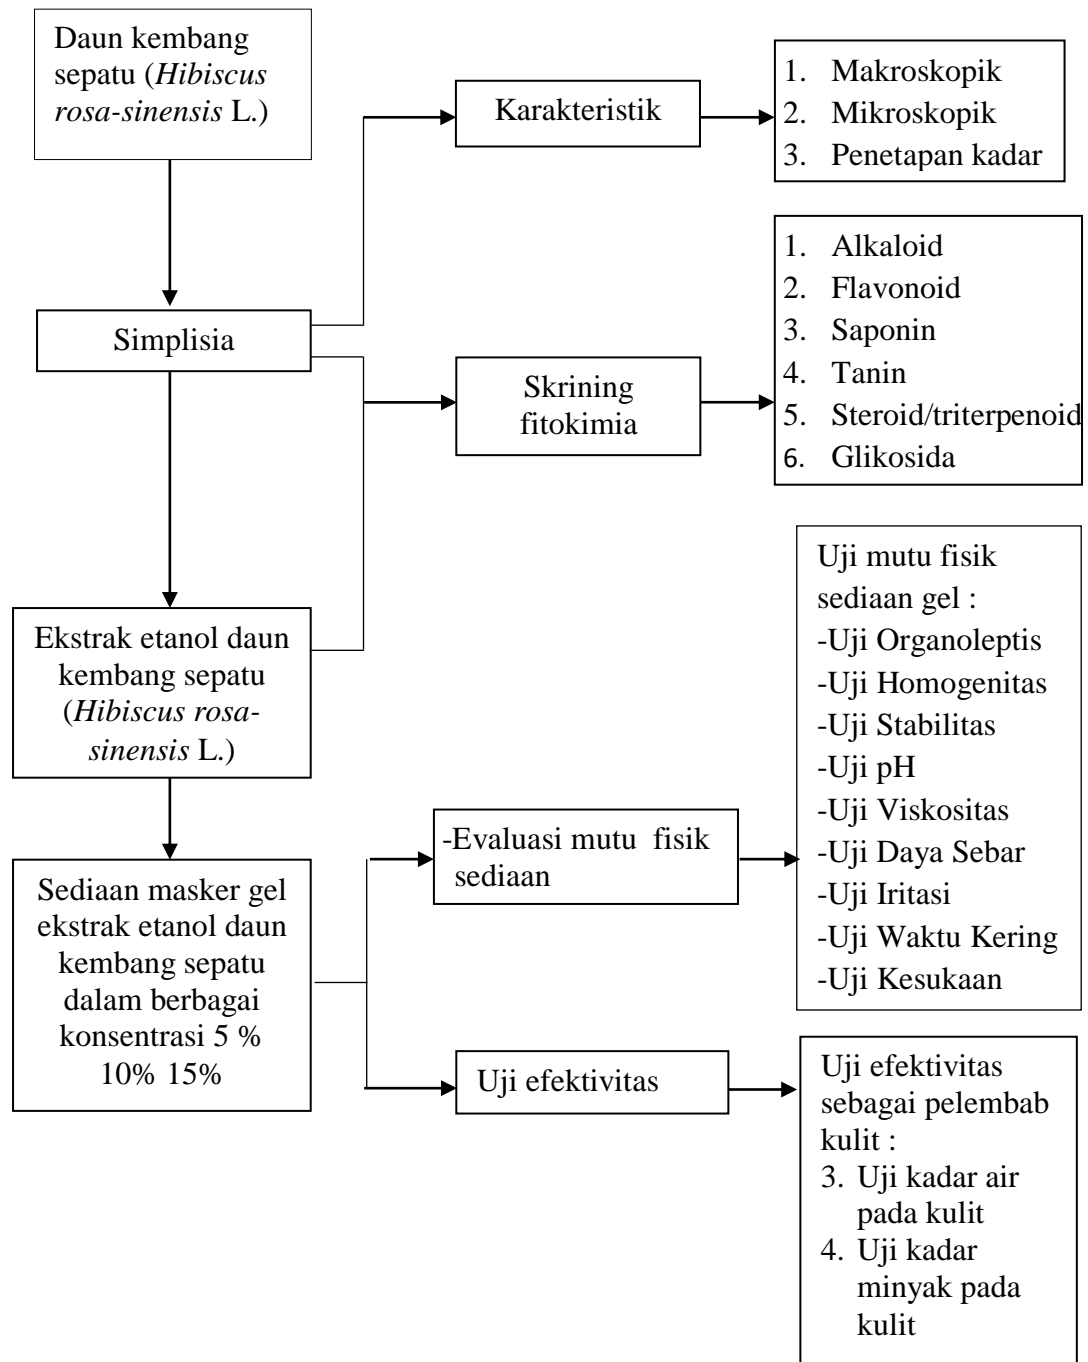 Daun kembang
sepatu (Hibiscus
rosa-sinensis L.)
Karakteristik
1. Makroskopik
2. Mikroskopik
3. Penetapan kadar
Simplisia
Skrining
fitokimia
1. Alkaloid
2. Flavonoid
3. Saponin
4. Tanin
5. Steroid/triterpenoid
6. Glikosida
Ekstrak etanol daun
kembang sepatu
(Hibiscus rosa-
sinensis L.)
Sediaan masker gel
ekstrak etanol daun
kembang sepatu
dalam berbagai
konsentrasi 5 %
10% 15%
-Evaluasi mutu  fisik
sediaan
Uji mutu fisik
sediaan gel :
-Uji Organoleptis
-Uji Homogenitas
-Uji Stabilitas
-Uji pH
-Uji Viskositas
-Uji Daya Sebar
-Uji Iritasi
-Uji Waktu Kering
-Uji Kesukaan
Uji efektivitas
Uji efektivitas
sebagai pelembab
kulit :
3. Uji kadar air
pada kulit
4. Uji kadar
minyak pada
kulit